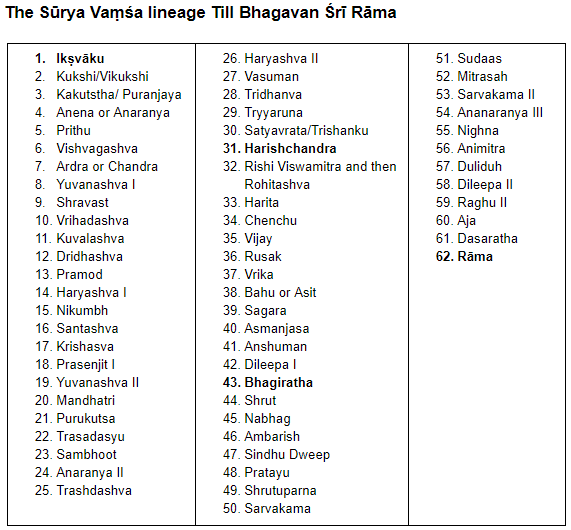 The Sūrya Vaṃśa lineage Till Bhagavan Śrī Rāma
1. Ikṣvāku
2. Kukshi/Vikukshi
3. Kakutstha/ Puranjaya
4. Anena or Anaranya
5. Prithu
6. Vishvagashva
7. Ardra or Chandra
8. Yuvanashva I
9. Shravast
10. Vrihadashva
11. Kuvalashva
12. Dridhashva
13. Pramod
14. Haryashva I
15. Nikumbh
16. Santashva
17. Krishasva
18. Prasenjit I
19. Yuvanashva II
20. Mandhatri
21. Purukutsa
22. Trasadasyu
23. Sambhoot
24. Anaranya II
25. Trashdashva
26. Haryashva II
27. Vasuman
28. Tridhanva
29. Tryyaruna
30. Satyavrata/Trishanku
31. Harishchandra
32. Rishi Viswamitra and then
Rohitashva
33. Harita
34. Chenchu
35. Vijay
36. Rusak
37. Vrika
38. Bahu or Asit
39. Sagara
40. Asmanjasa
41. Anshuman
42. Dileepa I
43. Bhagiratha
44. Shrut
45. Nabhag
46. Ambarish
47. Sindhu Dweep
48. Pratayu
49. Shrutuparna
50. Sarvakama
51. Sudaas
52. Mitrasah
53. Sarvakama II
54. Ananaranya III
55. Nighna
56. Animitra
57. Duliduh
58. Dileepa II
59. Raghu II
60. Aja
61. Dasaratha
62. Rāma